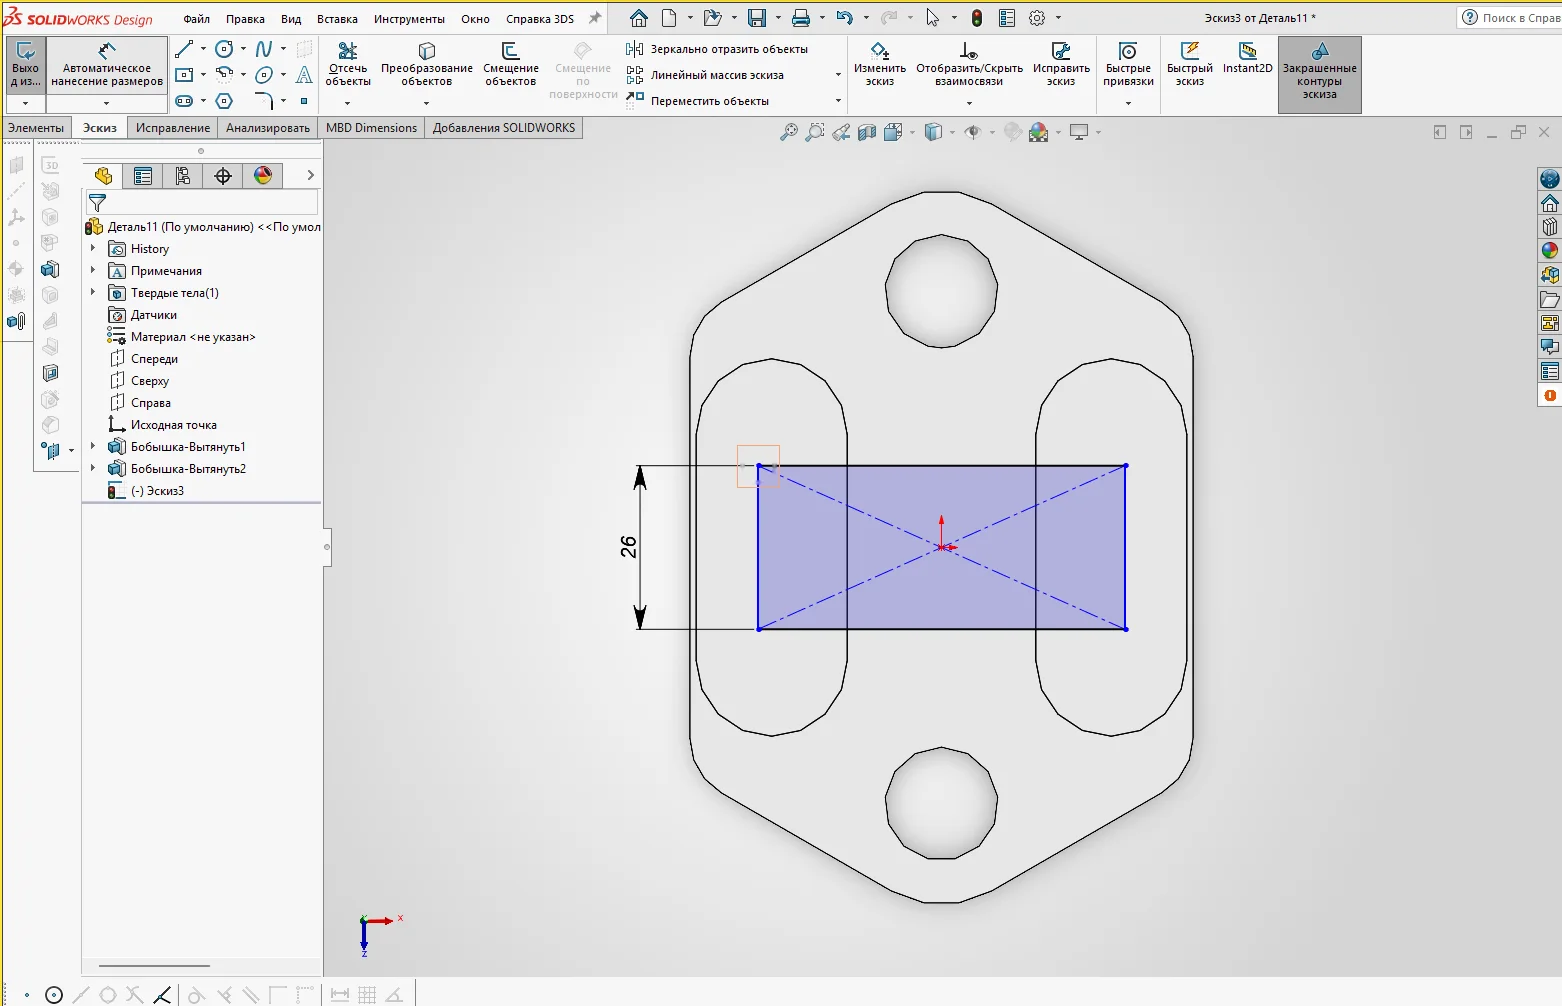 SOLIDWORKS Design
Файл Правка Вид Вставка Инструменты Окно Справка 3DS
Эскиз3 от Деталь11 *
Поиск в Справ
Выхо
д из...
Автоматическое
нанесение размеров
Отсечь
объекты
Преобразование
объектов
Смещение
объектов
Смещение
по
поверхности
Зеркально отразить объекты
Линейный массив эскиза
Переместить объекты
Изменить
эскиз
Отобразить/Скрыть
взаимосвязи
Исправить
эскиз
Быстрые
привязки
Быстрый
эскиз
Instant2D
Закрашенные
контуры
эскиза
Элементы Эскиз Исправление Анализировать MBD Dimensions Добавления SOLIDWORKS
3D
Деталь11 (По умолчанию) <<По умол
History
Примечания
Твердые тела(1)
Датчики
Материал <не указан>
Спереди
Сверху
Справа
Исходная точка
Бобышка-Вытянуть1
Бобышка-Вытянуть2
(-) Эскиз3
26
X
Y
Z